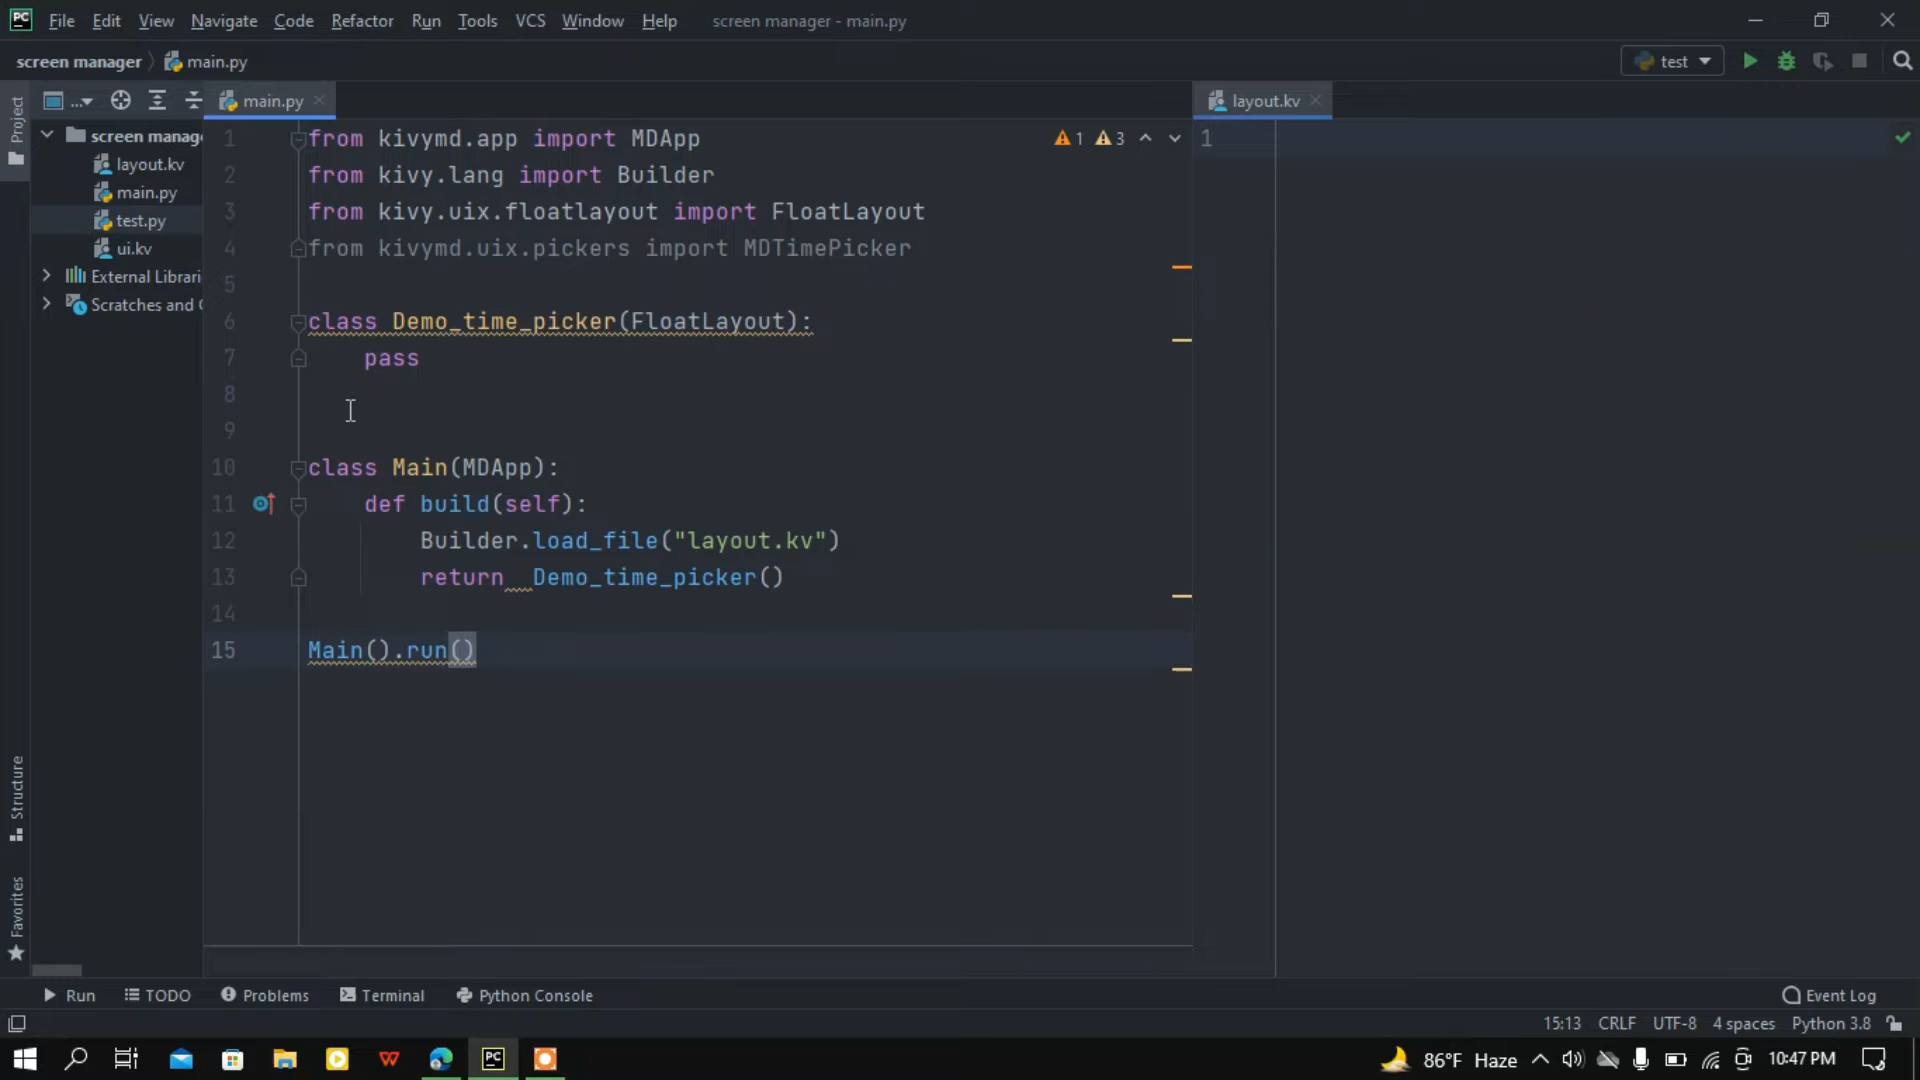 PC File Edit View Navigate Code Refactor Run Tools VCS Window Help screen manager - main.py
screen manager main.py test
Project ... main.py layout.kv
screen manag
layout.kv
main.py
test.py
ui.kv
External Librari
Scratches and
1 from kivymd.app import MDApp 1 3
2 from kivy.lang import Builder
3 from kivy.uix.floatlayout import FloatLayout
4 from kivymd.uix.pickers import MDTimePicker
5
6 class Demo_time_picker(FloatLayout):
7 pass
8
9
10 class Main(MDApp):
11 def build(self):
12 Builder.load_file("layout.kv")
13 return  Demo_time_picker()
14
15 Main().run()
1
Structure
Favorites
Run TODO Problems Terminal Python Console Event Log
15:13 CRLF UTF-8 4 spaces Python 3.8
PC 86°F Haze 10:47 PM